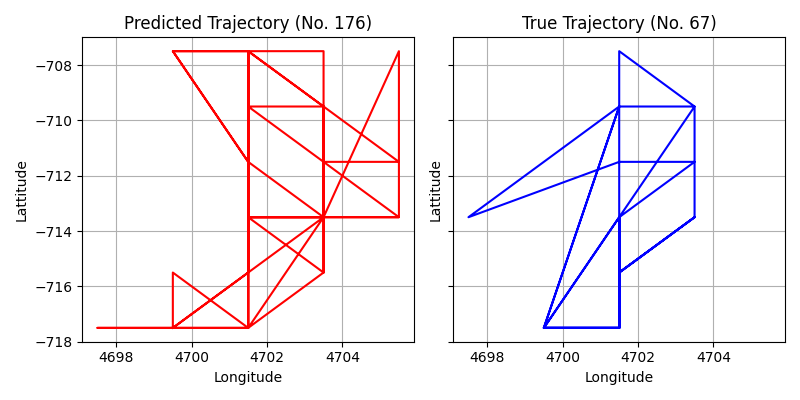 Predicted Trajectory (No. 176)
True Trajectory (No. 67)
Lattitude
−708
−710
−712
−714
−716
−718
4698 4700 4702 4704
Longitude
Lattitude
4698 4700 4702 4704
Longitude